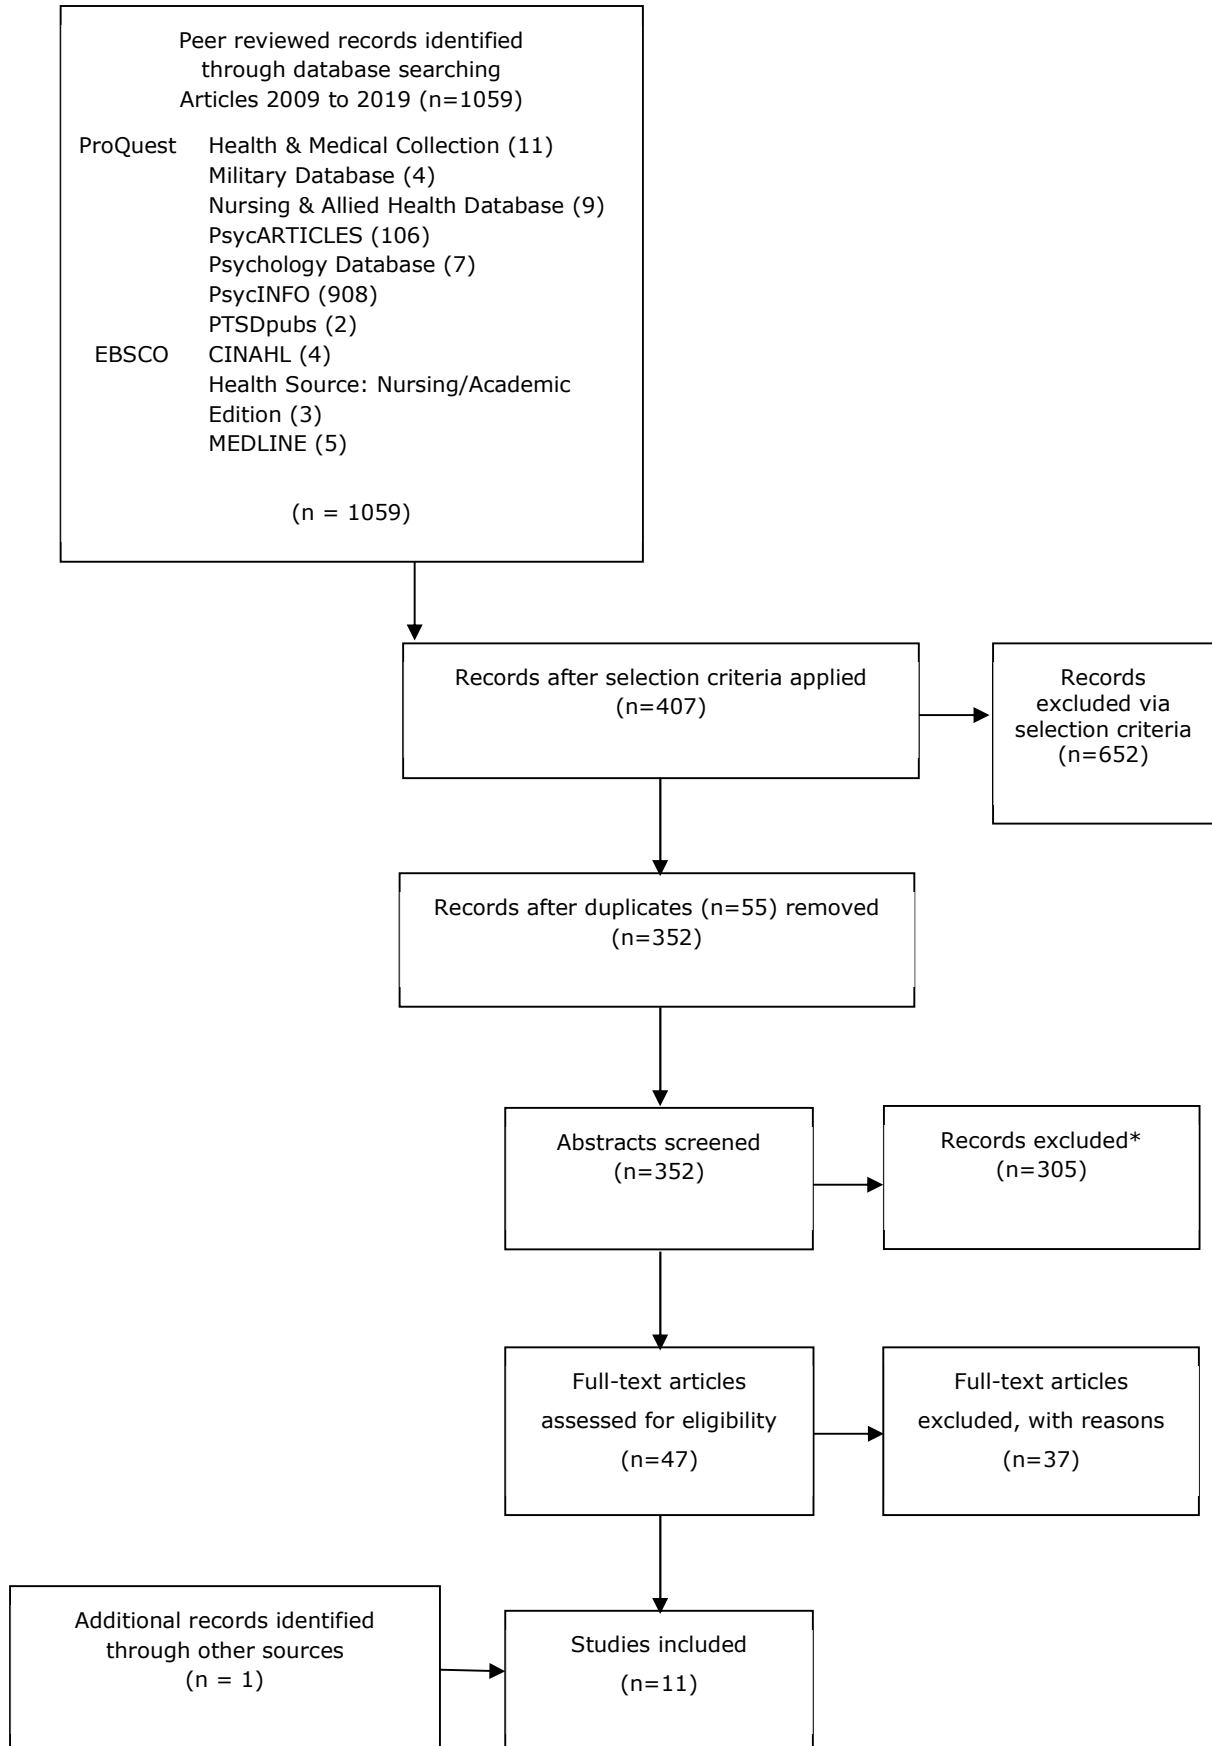 Peer reviewed records identified
through database searching
Articles 2009 to 2019 (n=1059)
ProQuest Health & Medical Collection (11)
Military Database (4)
Nursing & Allied Health Database (9)
PsycARTICLES (106)
Psychology Database (7)
PsycINFO (908)
PTSDpubs (2)
EBSCO CINAHL (4)
Health Source: Nursing/Academic
Edition (3)
MEDLINE (5)
(n = 1059)
Records after selection criteria applied
(n=407)
Records
excluded via
selection criteria
(n=652)
Records after duplicates (n=55) removed
(n=352)
Abstracts screened
(n=352)
Records excluded*
(n=305)
Full-text articles
assessed for eligibility
(n=47)
Full-text articles
excluded, with reasons
(n=37)
Additional records identified
through other sources
(n = 1)
Studies included
(n=11)